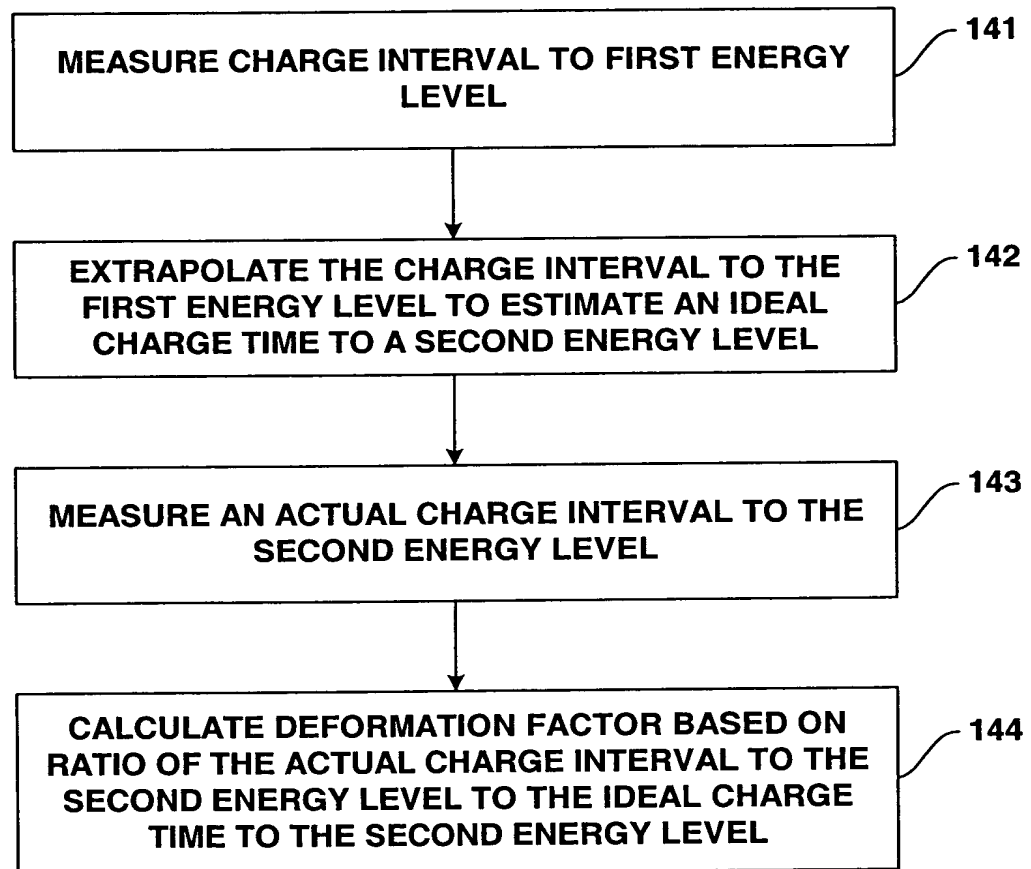 MEASURE CHARGE INTERVAL TO FIRST ENERGY
LEVEL
141
EXTRAPOLATE THE CHARGE INTERVAL TO THE
FIRST ENERGY LEVEL TO ESTIMATE AN IDEAL
CHARGE TIME TO A SECOND ENERGY LEVEL
142
MEASURE AN ACTUAL CHARGE INTERVAL TO THE
SECOND ENERGY LEVEL
143
CALCULATE DEFORMATION FACTOR BASED ON
RATIO OF THE ACTUAL CHARGE INTERVAL TO THE
SECOND ENERGY LEVEL TO THE IDEAL CHARGE
TIME TO THE SECOND ENERGY LEVEL
144